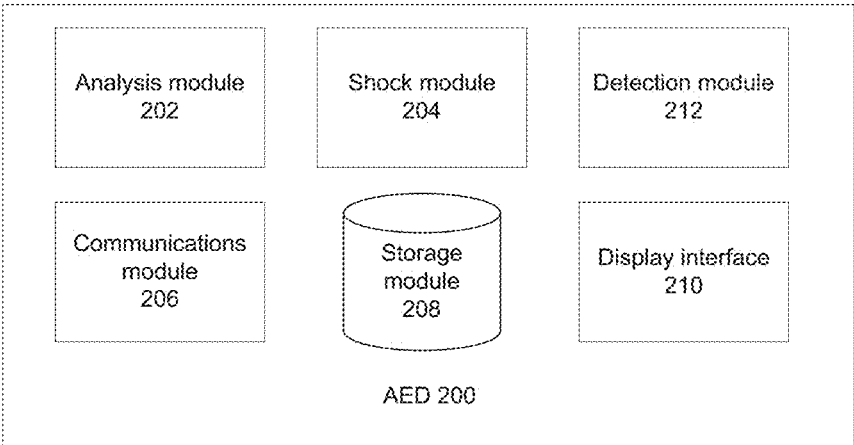 Analysis module
202
Shock module
204
Detection module
212
Communications
module
206
Storage
module
208
Display interface
210
AED 200